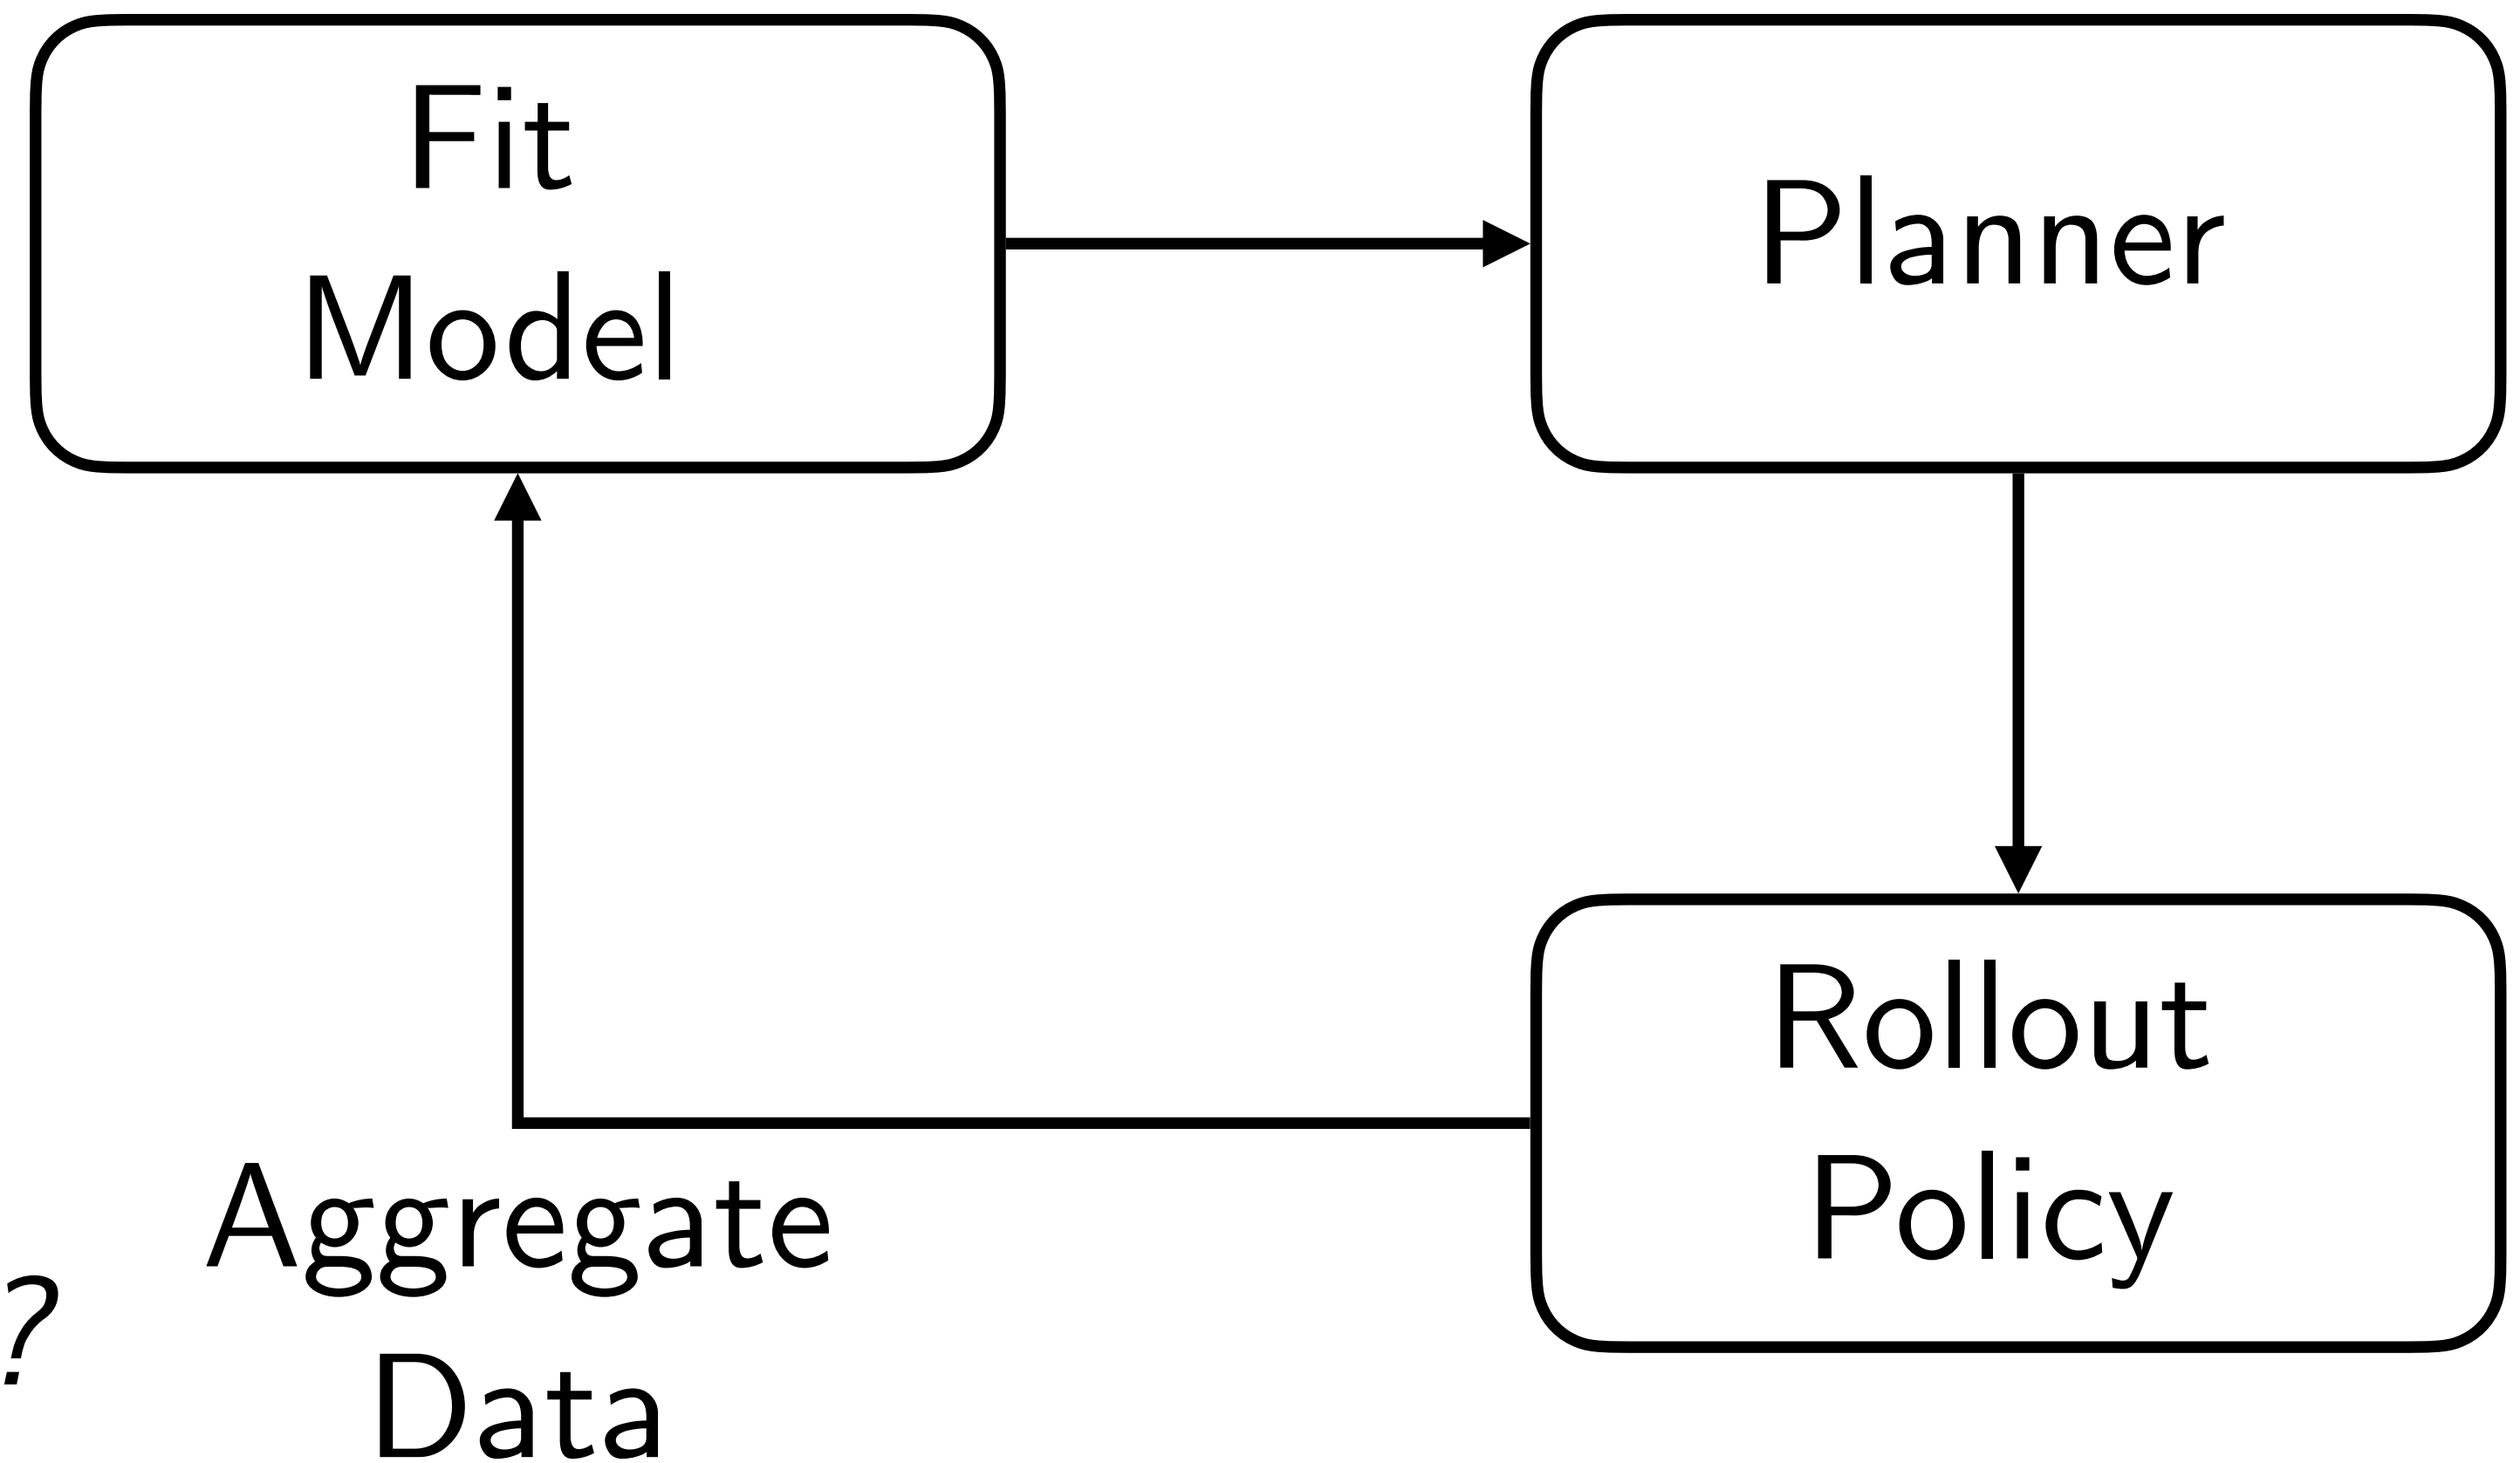 Fit
Model
Planner
Rollout
Policy
Aggregate
?
Data